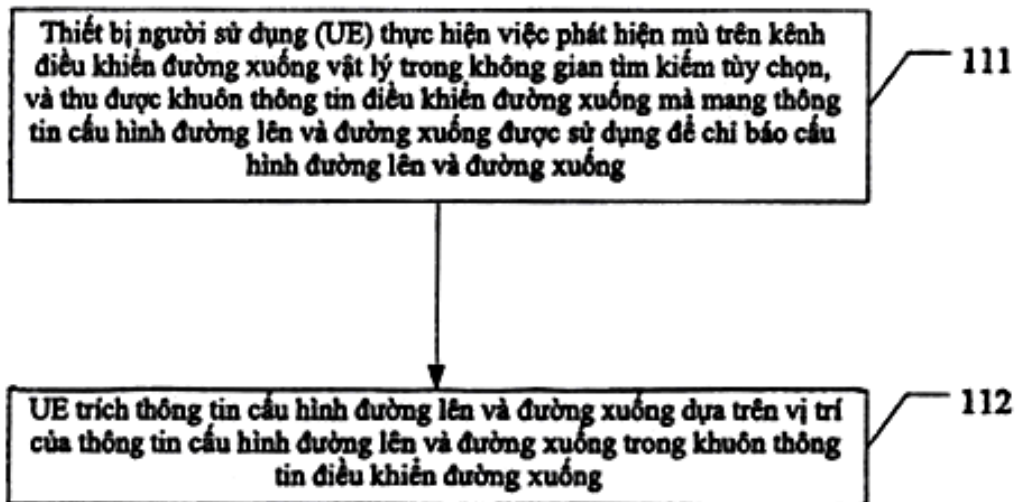 Thiết bị người sử dụng (UE) thực hiện việc phát hiện mù trên kênh
điều khiển đường xuống vật lý trong không gian tìm kiếm tùy chọn,
và thu được khuôn thông tin điều khiển đường xuống mà mang thông
tin cấu hình đường lên và đường xuống được sử dụng để chỉ báo cấu
hình đường lên và đường xuống
111
UE trích thông tin cấu hình đường lên và đường xuống dựa trên vị trí
của thông tin cấu hình đường lên và đường xuống trong khuôn thông
tin điều khiển đường xuống
112